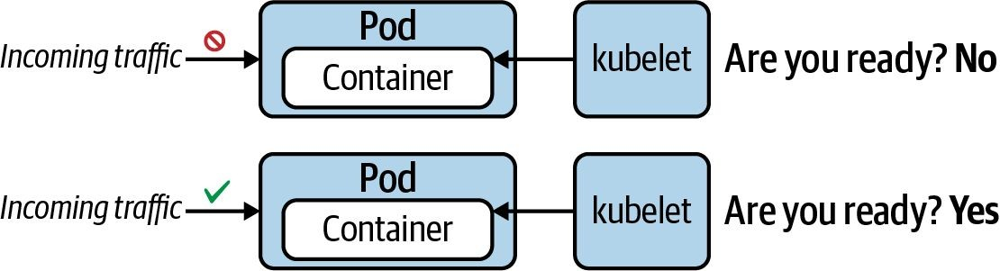 Pod
Incoming traffic
Container
kubelet
Are you ready? No
Pod
Incoming traffic
Container
kubelet
Are you ready? Yes